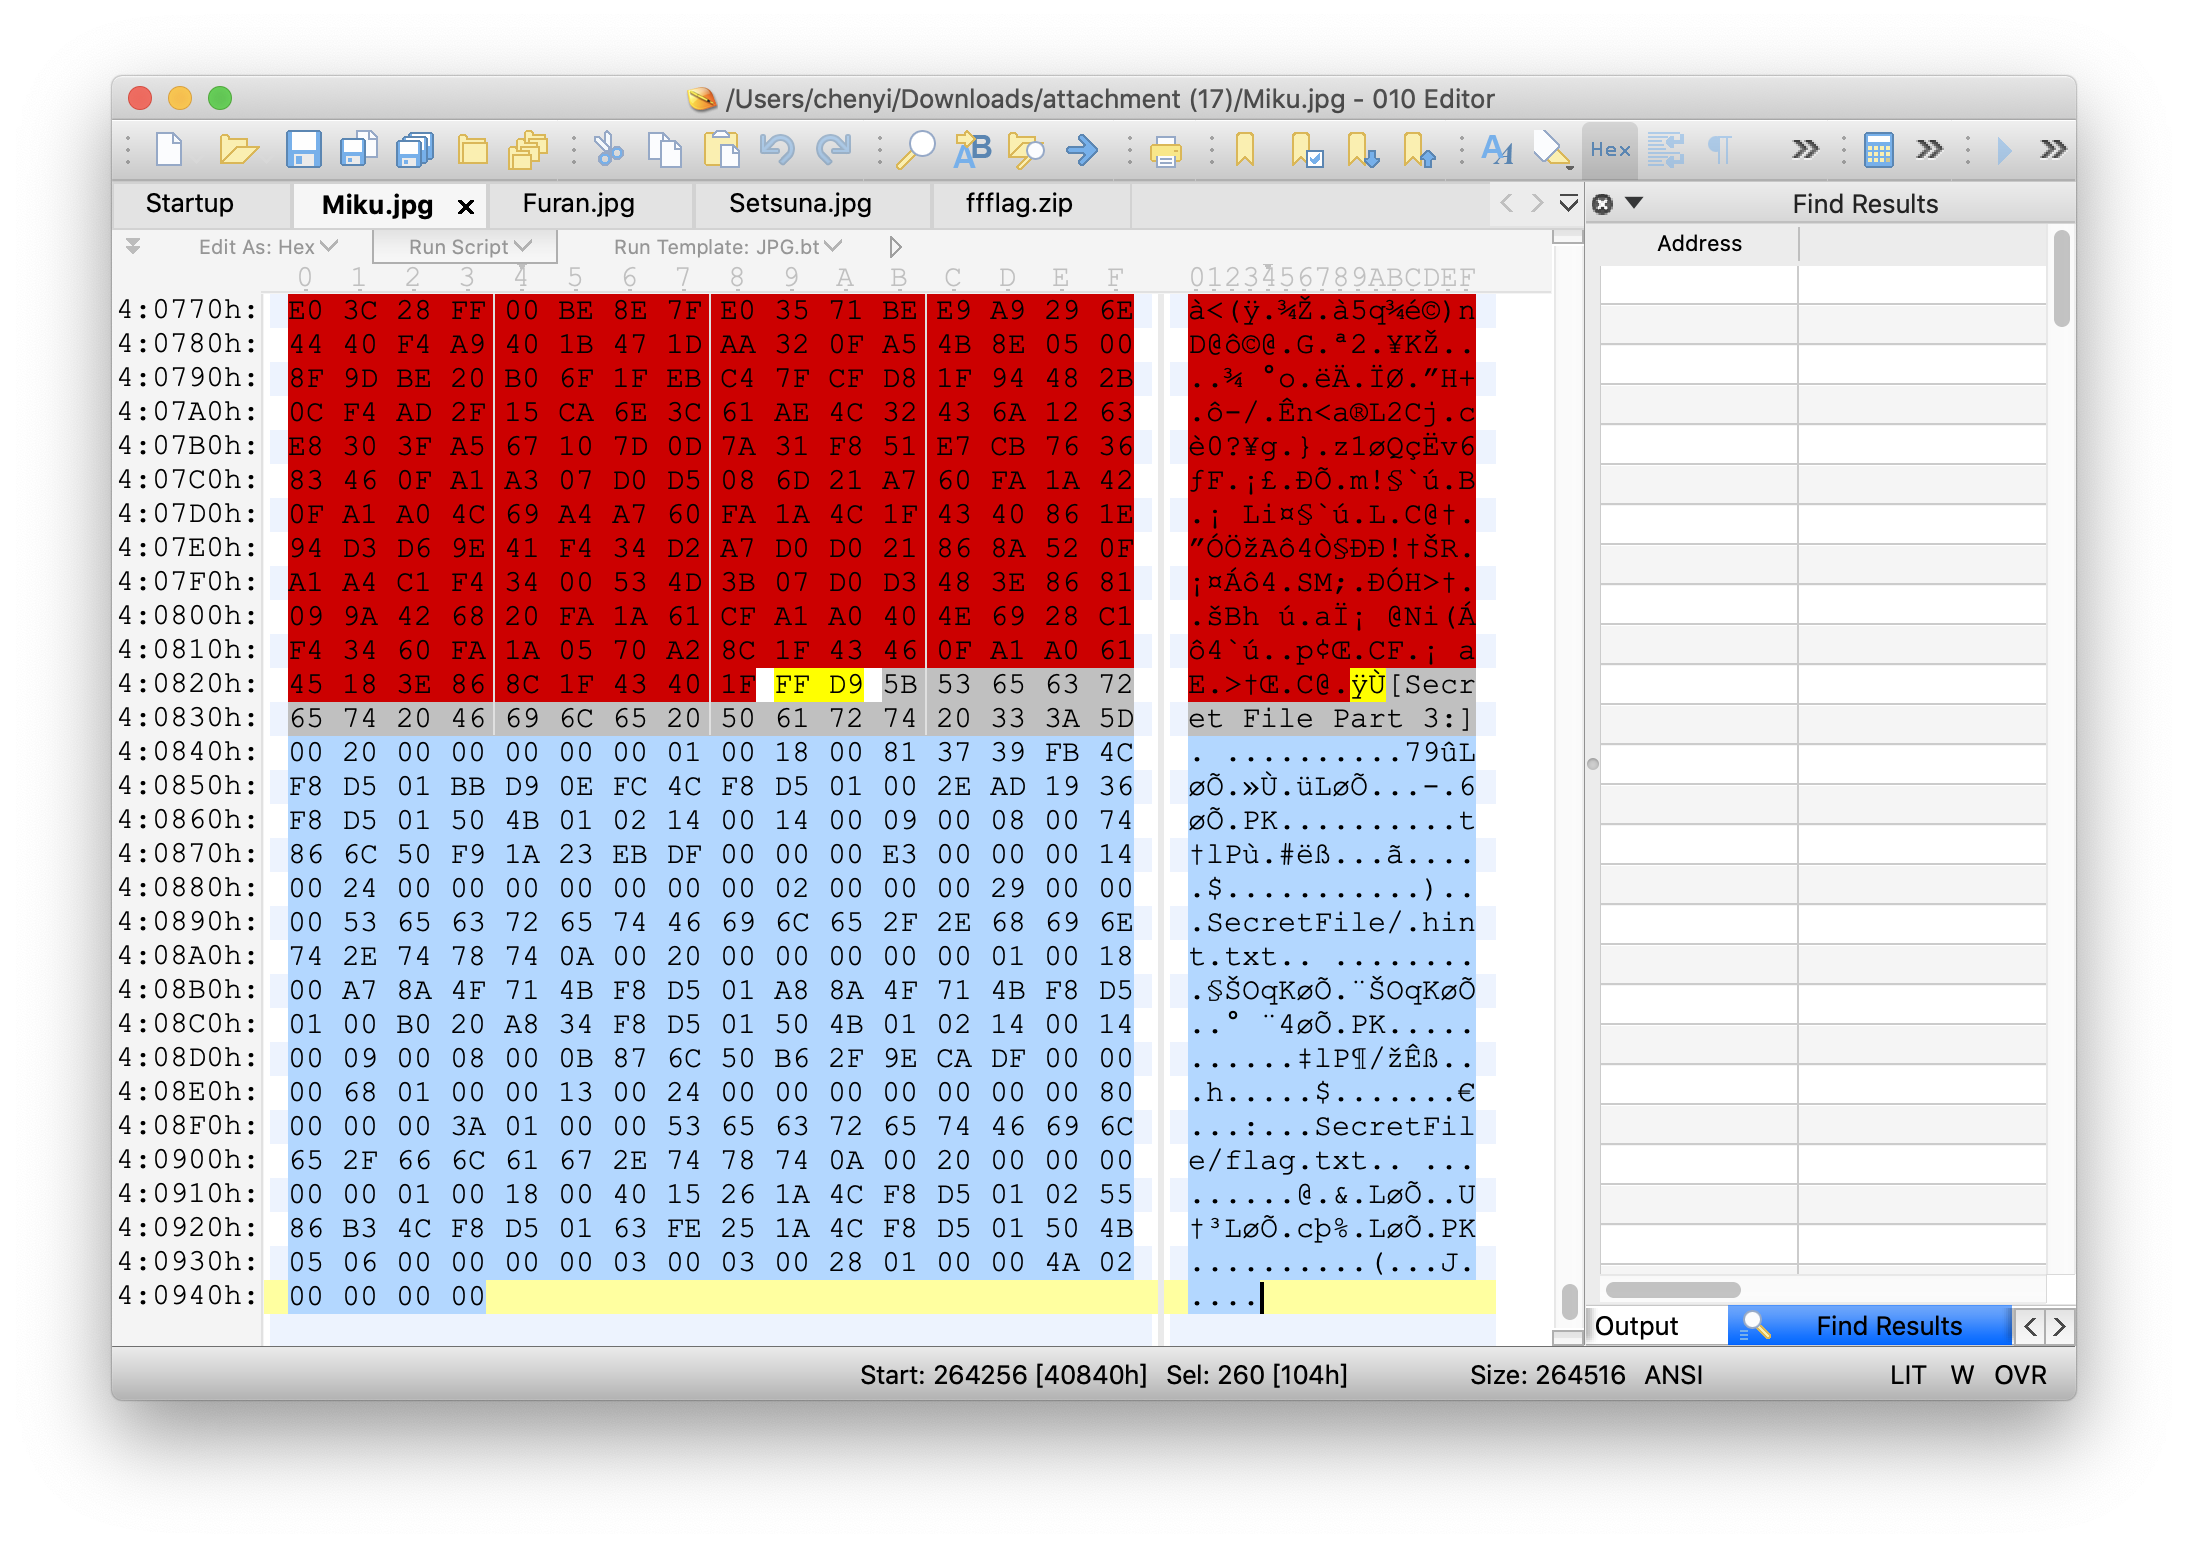 /Users/chenyi/Downloads/attachment (17)/Miku.jpg - 010 Editor
Hex
Startup
Miku.jpg
Furan.jpg
Setsuna.jpg
ffflag.zip
Find Results
Edit As: Hex
Run Script
Run Template: JPG.bt
Address
0 1 2 3 4 5 6 7 8 9 A B C D E F 0123456789ABCDEF
4:0770h: E0 3C 28 FF 00 BE 8E 7F E0 35 71 BE E9 A9 29 6E à<(ÿ.¾Ž.à5q¾é©)n
4:0780h: 44 40 F4 A9 40 1B 47 1D AA 32 0F A5 4B 8E 05 00 D@ô©@.G.ª2.¥KŽ..
4:0790h: 8F 9D BE 20 B0 6F 1F EB C4 7F CF D8 1F 94 48 2B ..¾ °o.ëÄ.ÏØ.”H+
4:07A0h: 0C F4 AD 2F 15 CA 6E 3C 61 AE 4C 32 43 6A 12 63 .ô-/.Ên<a®L2Cj.c
4:07B0h: E8 30 3F A5 67 10 7D 0D 7A 31 F8 51 E7 CB 76 36 è0?¥g.}.z1øQçËv6
4:07C0h: 83 46 0F A1 A3 07 D0 D5 08 6D 21 A7 60 FA 1A 42 ƒF.¡£.ÐÕ.m!§`ú.B
4:07D0h: 0F A1 A0 4C 69 A4 A7 60 FA 1A 4C 1F 43 40 86 1E .¡ Li¤§`ú.L.C@†.
4:07E0h: 94 D3 D6 9E 41 F4 34 D2 A7 D0 D0 21 86 8A 52 0F ”ÓÖžAô4Ò§ÐÐ!†ŠR.
4:07F0h: A1 A4 C1 F4 34 00 53 4D 3B 07 D0 D3 48 3E 86 81 ¡¤Áô4.SM;.ÐÓH>†.
4:0800h: 09 9A 42 68 20 FA 1A 61 CF A1 A0 40 4E 69 28 C1 .šBh ú.aÏ¡ @Ni(Á
4:0810h: F4 34 60 FA 1A 05 70 A2 8C 1F 43 46 0F A1 A0 61 ô4`ú..p¢Œ.CF.¡ a
4:0820h: 45 18 3E 86 8C 1F 43 40 1F FF D9 5B 53 65 63 72 E.>†Œ.C@.ÿÙ[Secr
4:0830h: 65 74 20 46 69 6C 65 20 50 61 72 74 20 33 3A 5D et File Part 3:]
4:0840h: 00 20 00 00 00 00 00 01 00 18 00 81 37 39 FB 4C . ..........79ûL
4:0850h: F8 D5 01 BB D9 0E FC 4C F8 D5 01 00 2E AD 19 36 øÕ.»Ù.üLøÕ...-.6
4:0860h: F8 D5 01 50 4B 01 02 14 00 14 00 09 00 08 00 74 øÕ.PK..........t
4:0870h: 86 6C 50 F9 1A 23 EB DF 00 00 00 E3 00 00 00 14 †lPù.#ëß...ã....
4:0880h: 00 24 00 00 00 00 00 00 00 02 00 00 00 29 00 00 .$...........)..
4:0890h: 00 53 65 63 72 65 74 46 69 6C 65 2F 2E 68 69 6E .SecretFile/.hin
4:08A0h: 74 2E 74 78 74 0A 00 20 00 00 00 00 00 01 00 18 t.txt.. ........
4:08B0h: 00 A7 8A 4F 71 4B F8 D5 01 A8 8A 4F 71 4B F8 D5 .§ŠOqKøÕ.¨ŠOqKøÕ
4:08C0h: 01 00 B0 20 A8 34 F8 D5 01 50 4B 01 02 14 00 14 ..° ¨4øÕ.PK.....
4:08D0h: 00 09 00 08 00 0B 87 6C 50 B6 2F 9E CA DF 00 00 ......‡lP¶/žÊß..
4:08E0h: 00 68 01 00 00 13 00 24 00 00 00 00 00 00 00 80 .h.....$.......€
4:08F0h: 00 00 00 3A 01 00 00 53 65 63 72 65 74 46 69 6C ...:...SecretFil
4:0900h: 65 2F 66 6C 61 67 2E 74 78 74 0A 00 20 00 00 00 e/flag.txt.. ...
4:0910h: 00 00 01 00 18 00 40 15 26 1A 4C F8 D5 01 02 55 ......@.&.LøÕ..U
4:0920h: 86 B3 4C F8 D5 01 63 FE 25 1A 4C F8 D5 01 50 4B †³LøÕ.cþ%.LøÕ.PK
4:0930h: 05 06 00 00 00 00 03 00 03 00 28 01 00 00 4A 02 ..........(...J.
4:0940h: 00 00 00 00 ....
Output
Find Results
Start: 264256 [40840h] Sel: 260 [104h] Size: 264516 ANSI LIT W OVR